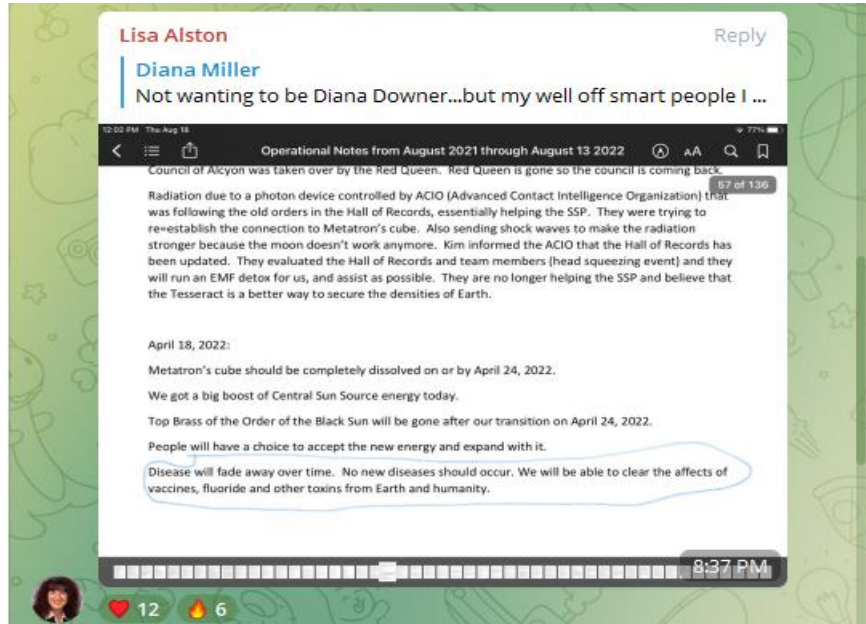 Lisa Alston
Reply
Diana Miller
Not wanting to be Diana Downer...but my well off smart people I ...
12:02 PM Thu Aug 18
77%
Operational Notes from August 2021 through August 13 2022
AA
Council of Alcyon was taken over by the Red Queen. Red Queen is gone so the council is coming back.
57 of 136
Radiation due to a photon device controlled by ACIO (Advanced Contact Intelligence Organization) that
was following the old orders in the Hall of Records, essentially helping the SSP. They were trying to
re=establish the connection to Metatron's cube. Also sending shock waves to make the radiation
stronger because the moon doesn't work anymore. Kim informed the ACIO that the Hall of Records has
been updated. They evaluated the Hall of Records and team members (head squeezing event) and they
will run an EMF detox for us, and assist as possible. They are no longer helping the SSP and believe that
the Tesseract is a better way to secure the densities of Earth.
April 18, 2022:
Metatron's cube should be completely dissolved on or by April 24, 2022.
We got a big boost of Central Sun Source energy today.
Top Brass of the Order of the Black Sun will be gone after our transition on April 24, 2022.
People will have a choice to accept the new energy and expand with it.
Disease will fade away over time. No new diseases should occur. We will be able to clear the affects of
vaccines, fluoride and other toxins from Earth and humanity.
8:37 PM
12
6